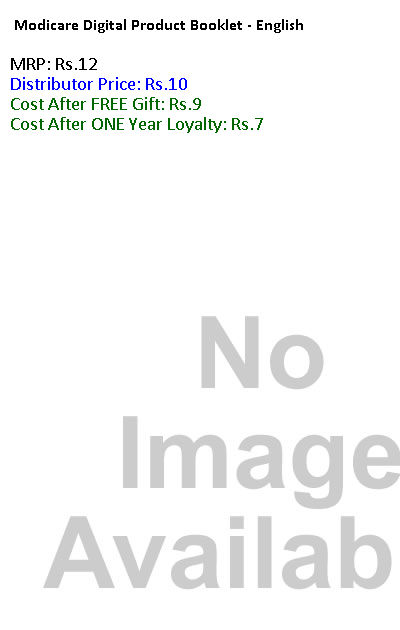 Modicare Digital Product Booklet - English
MRP: Rs.12
Distributor Price: Rs.10
Cost After FREE Gift: Rs.9
Cost After ONE Year Loyalty: Rs.7
No
Image
Availab